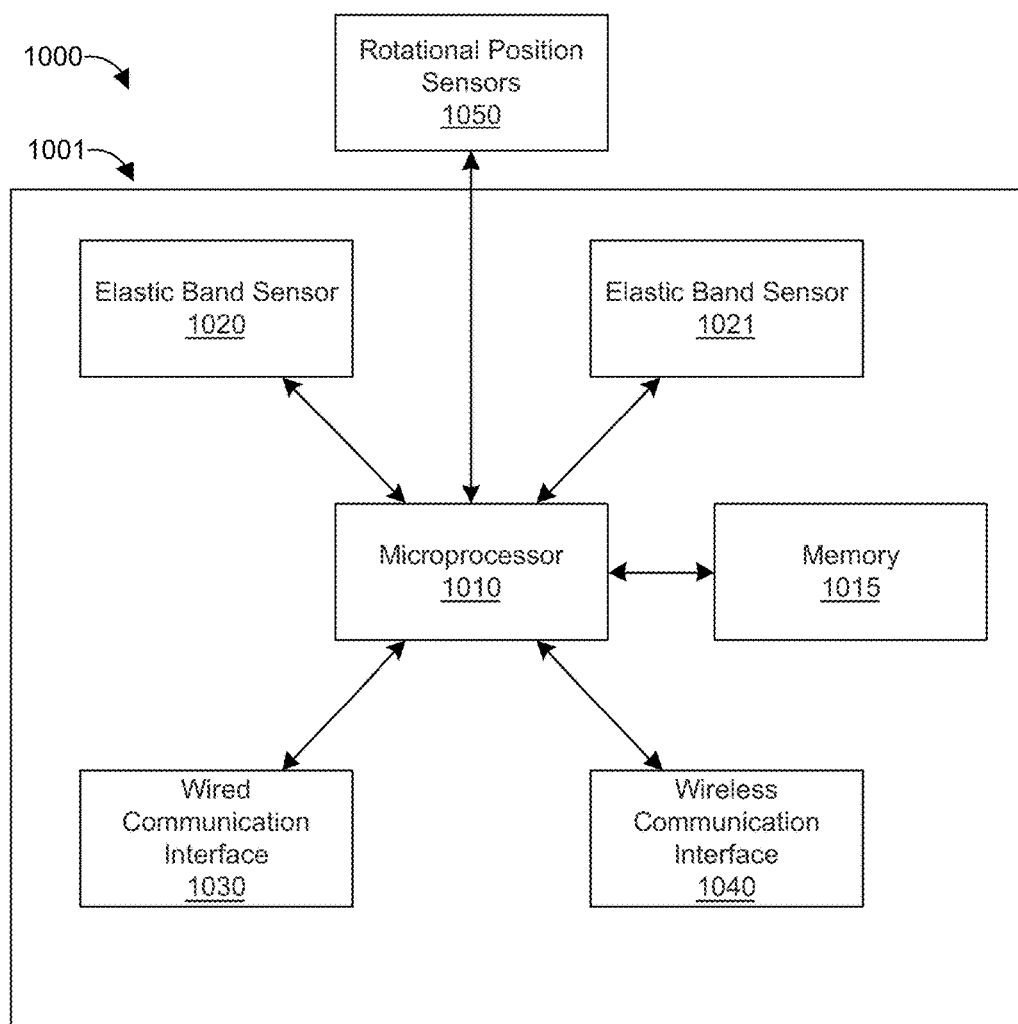 1000
Rotational Position
Sensors
1050
1001
Elastic Band Sensor
1020
Elastic Band Sensor
1021
Microprocessor
1010
Memory
1015
Wired
Communication
Interface
1030
Wireless
Communication
Interface
1040